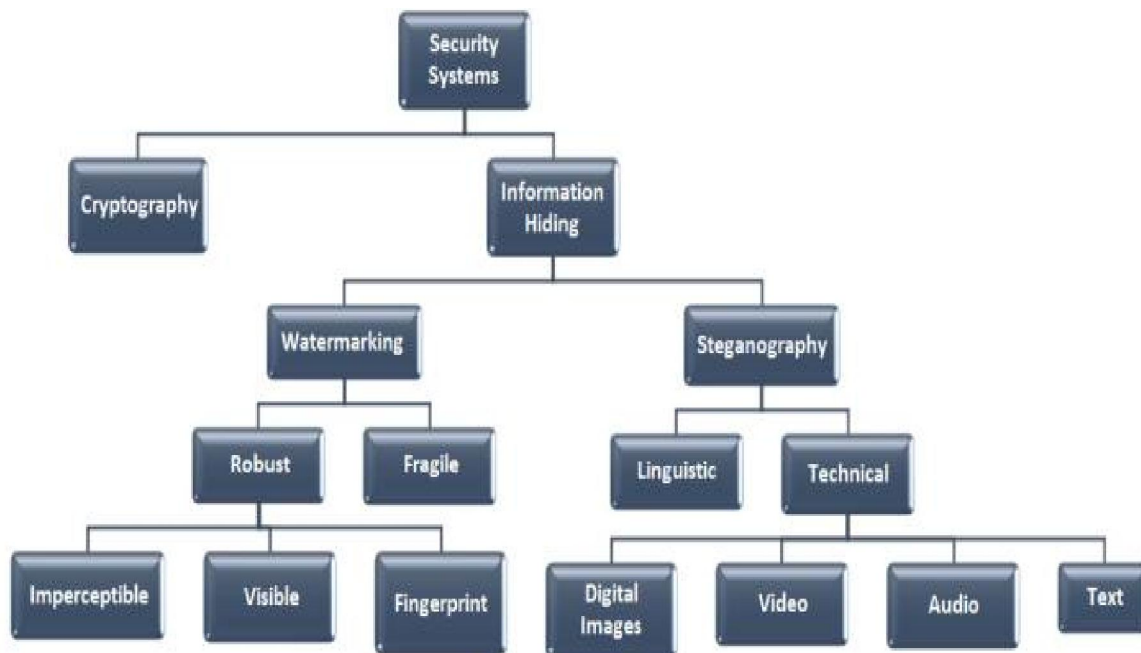 Security
Systems
Cryptography
Information
Hiding
Watermarking
Steganography
Robust
Fragile
Linguistic
Technical
Imperceptible
Visible
Fingerprint
Digital
Images
Video
Audio
Text